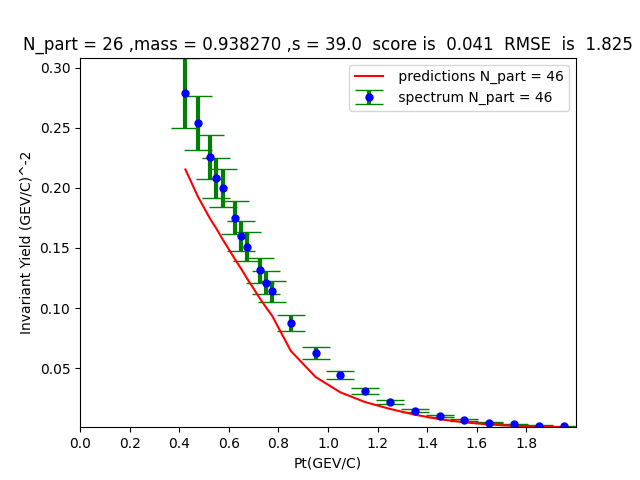 N_part = 26 ,mass = 0.938270 ,s = 39.0  score is  0.041  RMSE  is  1.825
predictions N_part = 46
spectrum N_part = 46
Invariant Yield (GEV/C)^-2
0.30
0.25
0.20
0.15
0.10
0.05
0.0 0.2 0.4 0.6 0.8 1.0 1.2 1.4 1.6 1.8
Pt(GEV/C)